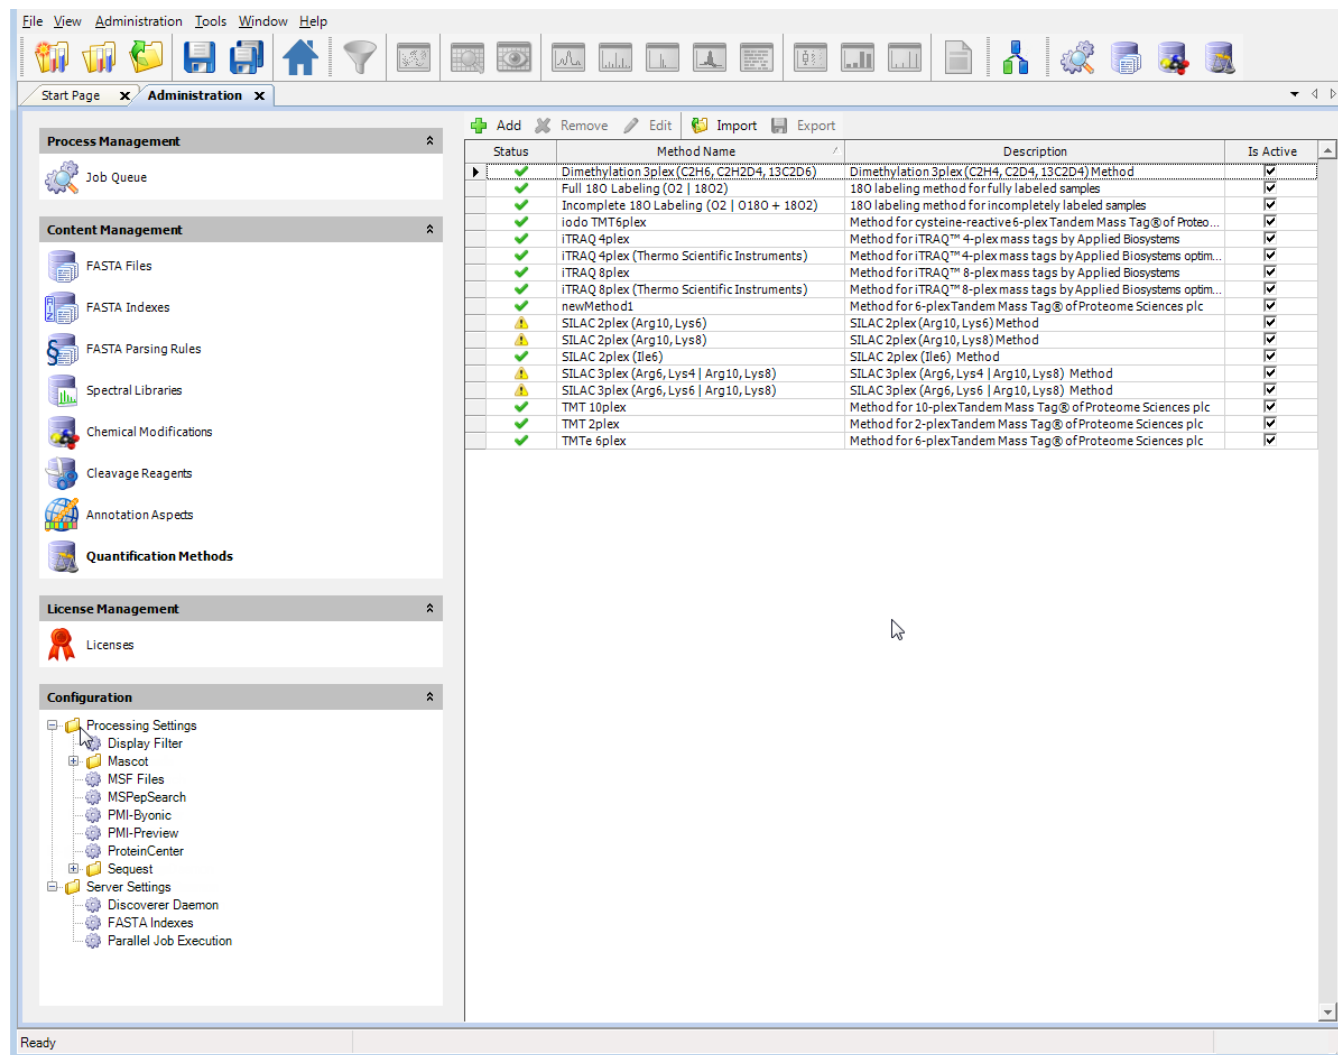 File View Administration Tools Window Help
Start Page x Administration x
Process Management
Job Queue
Content Management
FASTA Files
FASTA Indexes
FASTA Parsing Rules
Spectral Libraries
Chemical Modifications
Cleavage Reagents
Annotation Aspects
Quantification Methods
License Management
Licenses
Configuration
Processing Settings
Display Filter
Mascot
MSF Files
MSPepSearch
PMI-Byonic
PMI-Preview
ProteinCenter
Sequest
Server Settings
Discoverer Daemon
FASTA Indexes
Parallel Job Execution
Add Remove Edit Import Export
Status Method Name Description Is Active
Dimethylation 3plex (C2H6, C2H2D4, 13C2D6) Dimethylation 3plex (C2H4, C2D4, 13C2D4) Method
Full 18O Labeling (O2 | 18O2) 18O labeling method for fully labeled samples
Incomplete 18O Labeling (O2 | O18O + 18O2) 18O labeling method for incompletely labeled samples
iodo TMT6plex Method for cysteine-reactive 6-plex Tandem Mass Tag® of Proteo...
iTRAQ 4plex Method for iTRAQ™ 4-plex mass tags by Applied Biosystems
iTRAQ 4plex (Thermo Scientific Instruments) Method for iTRAQ™ 4-plex mass tags by Applied Biosystems optim...
iTRAQ 8plex Method for iTRAQ™ 8-plex mass tags by Applied Biosystems
iTRAQ 8plex (Thermo Scientific Instruments) Method for iTRAQ™ 8-plex mass tags by Applied Biosystems optim...
newMethod1 Method for 6-plex Tandem Mass Tag® of Proteome Sciences plc
SILAC 2plex (Arg10, Lys6) SILAC 2plex (Arg10, Lys6) Method
SILAC 2plex (Arg10, Lys8) SILAC 2plex (Arg10, Lys8) Method
SILAC 2plex (Ile6) SILAC 2plex (Ile6) Method
SILAC 3plex (Arg6, Lys4 | Arg10, Lys8) SILAC 3plex (Arg6, Lys4 | Arg10, Lys8) Method
SILAC 3plex (Arg6, Lys6 | Arg10, Lys8) SILAC 3plex (Arg6, Lys6 | Arg10, Lys8) Method
TMT 10plex Method for 10-plex Tandem Mass Tag® of Proteome Sciences plc
TMT 2plex Method for 2-plex Tandem Mass Tag® of Proteome Sciences plc
TMTe 6plex Method for 6-plex Tandem Mass Tag® of Proteome Sciences plc
Ready